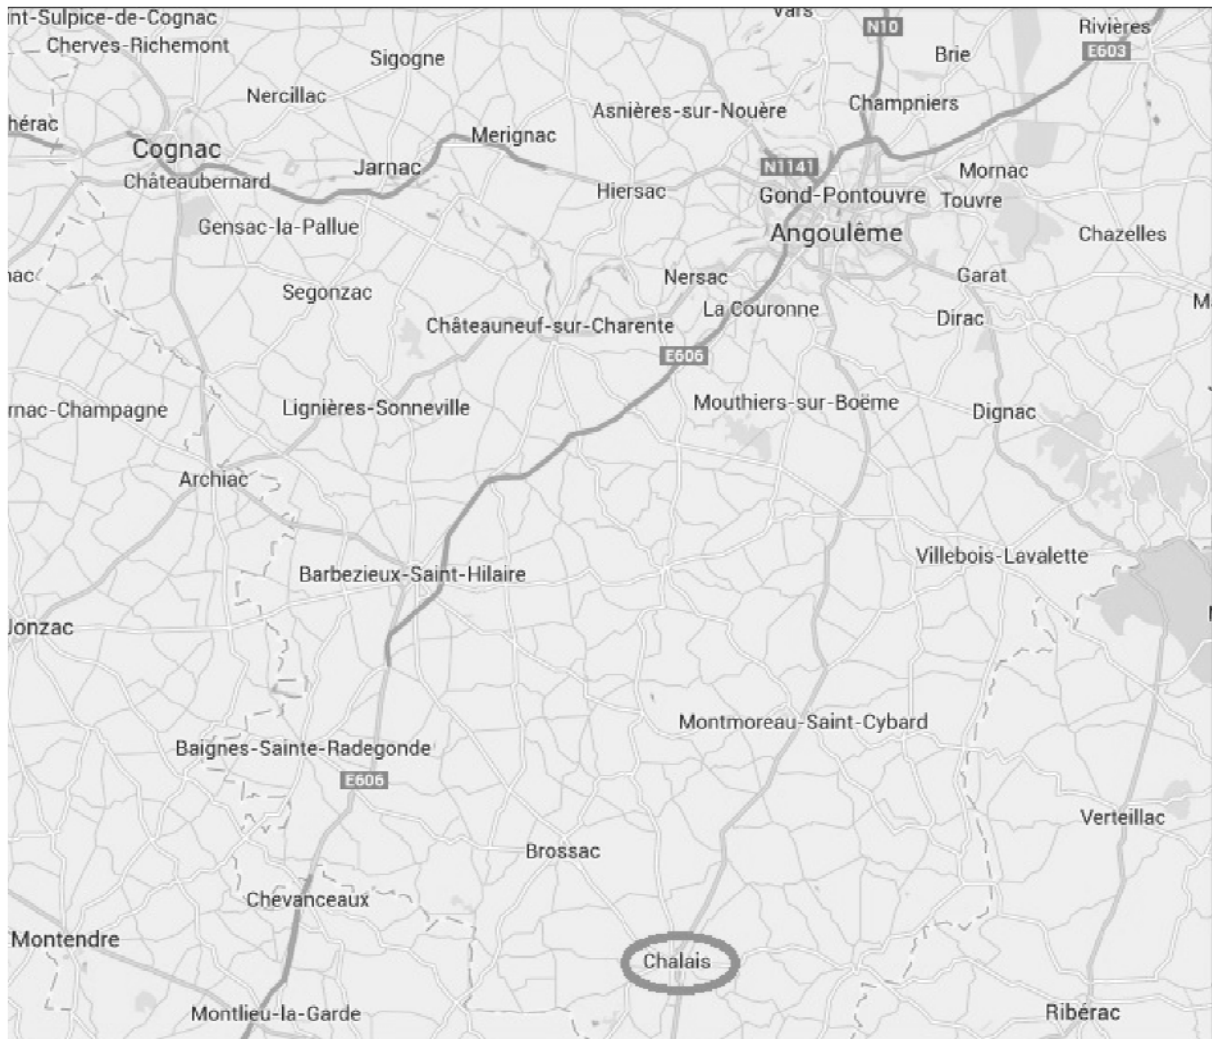 int-Sulpice-de-Cognac
Vars
N10
Rivières
Cherves-Richemont
Sigogne
Brie
E603
Nercillac
Asnières-sur-Nouère
Champniers
hérac
Cognac
Merignac
Jarnac
N1141
Mornac
Châteaubernard
Hiersac
Gond-Pontouvre
Touvre
Gensac-la-Pallue
Angoulême
Chazelles
nac
Segonzac
Nersac
Garat
Ma
La Couronne
Châteauneuf-sur-Charente
Dirac
E606
rnac-Champagne
Lignières-Sonneville
Mouthiers-sur-Boëme
Dignac
Archiac
Villebois-Lavalette
Barbezieux-Saint-Hilaire
Jonzac
Montmoreau-Saint-Cybard
Baignes-Sainte-Radegonde
E606
Verteillac
Brossac
Chevanceaux
Montendre
Chalais
Montlieu-la-Garde
Ribérac